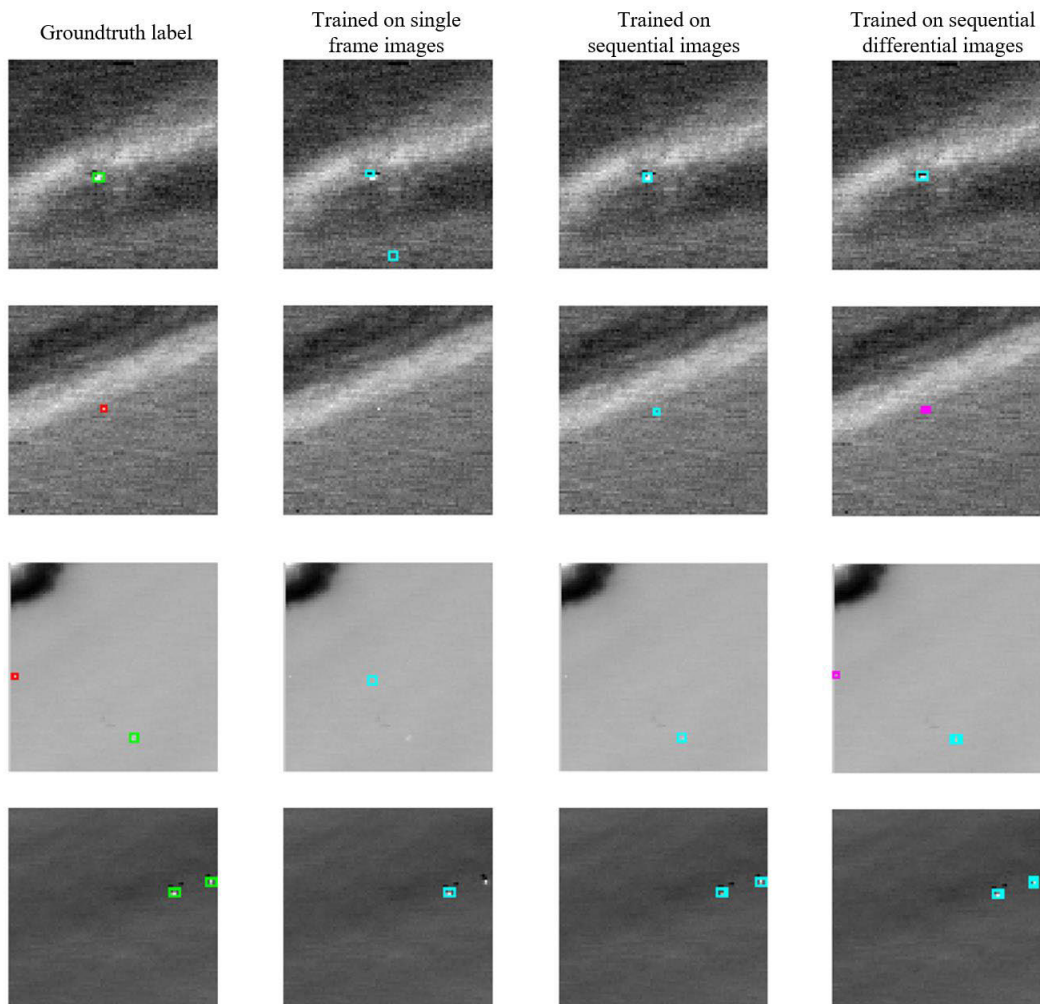 Groundtruth label
Trained on single
frame images
Trained on
sequential images
Trained on sequential
differential images